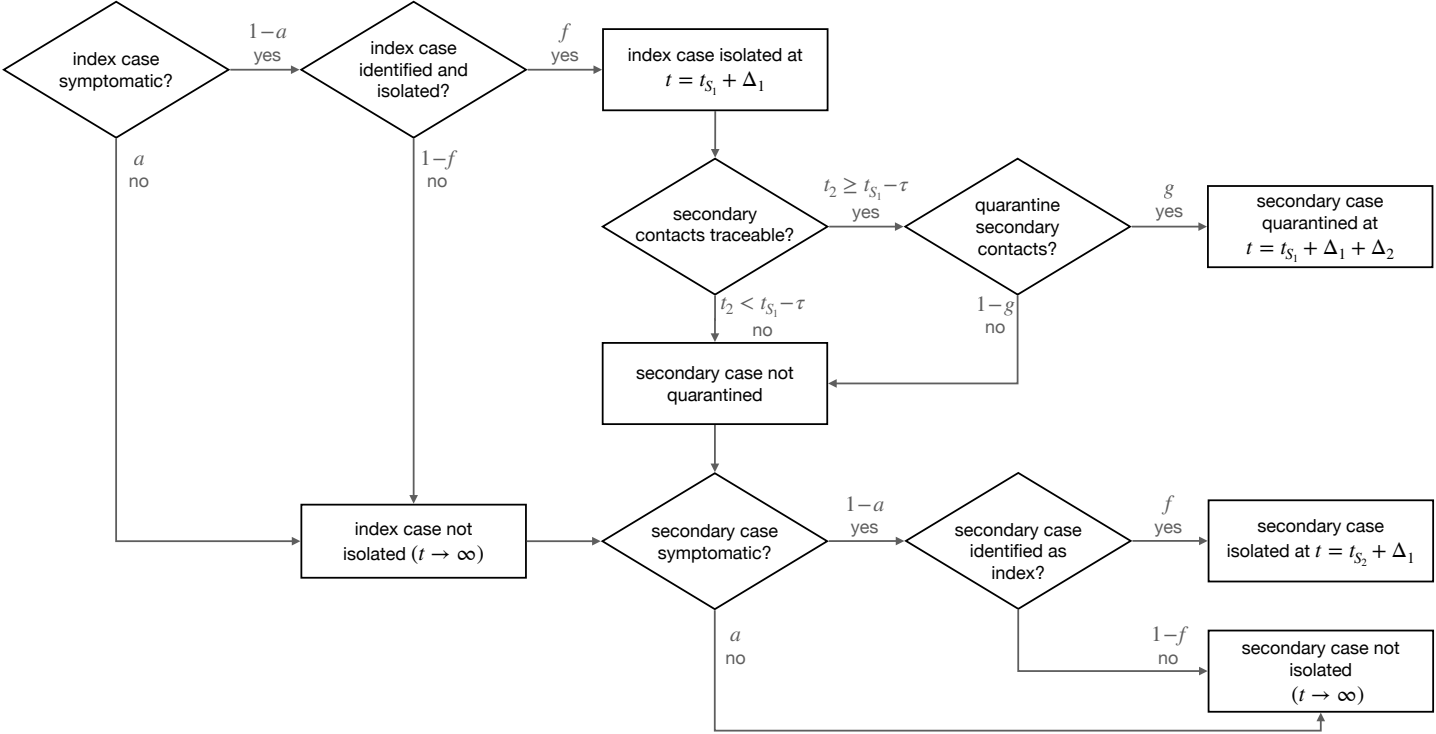 index case
symptomatic?
1−a
yes
index case
identified and
isolated?
f
yes
index case isolated at
t = t_{S_1} + Δ_1
a
no
1−f
no
secondary
contacts traceable?
t_2 ≥ t_{S_1}−τ
yes
quarantine
secondary
contacts?
g
yes
secondary case
quarantined at
t = t_{S_1} + Δ_1 + Δ_2
t_2 < t_{S_1}−τ
no
1−g
no
secondary case not
quarantined
index case not
isolated (t → ∞)
secondary case
symptomatic?
1−a
yes
secondary case
identified as
index?
f
yes
secondary case
isolated at t = t_{S_2} + Δ_1
a
no
1−f
no
secondary case not
isolated
(t → ∞)